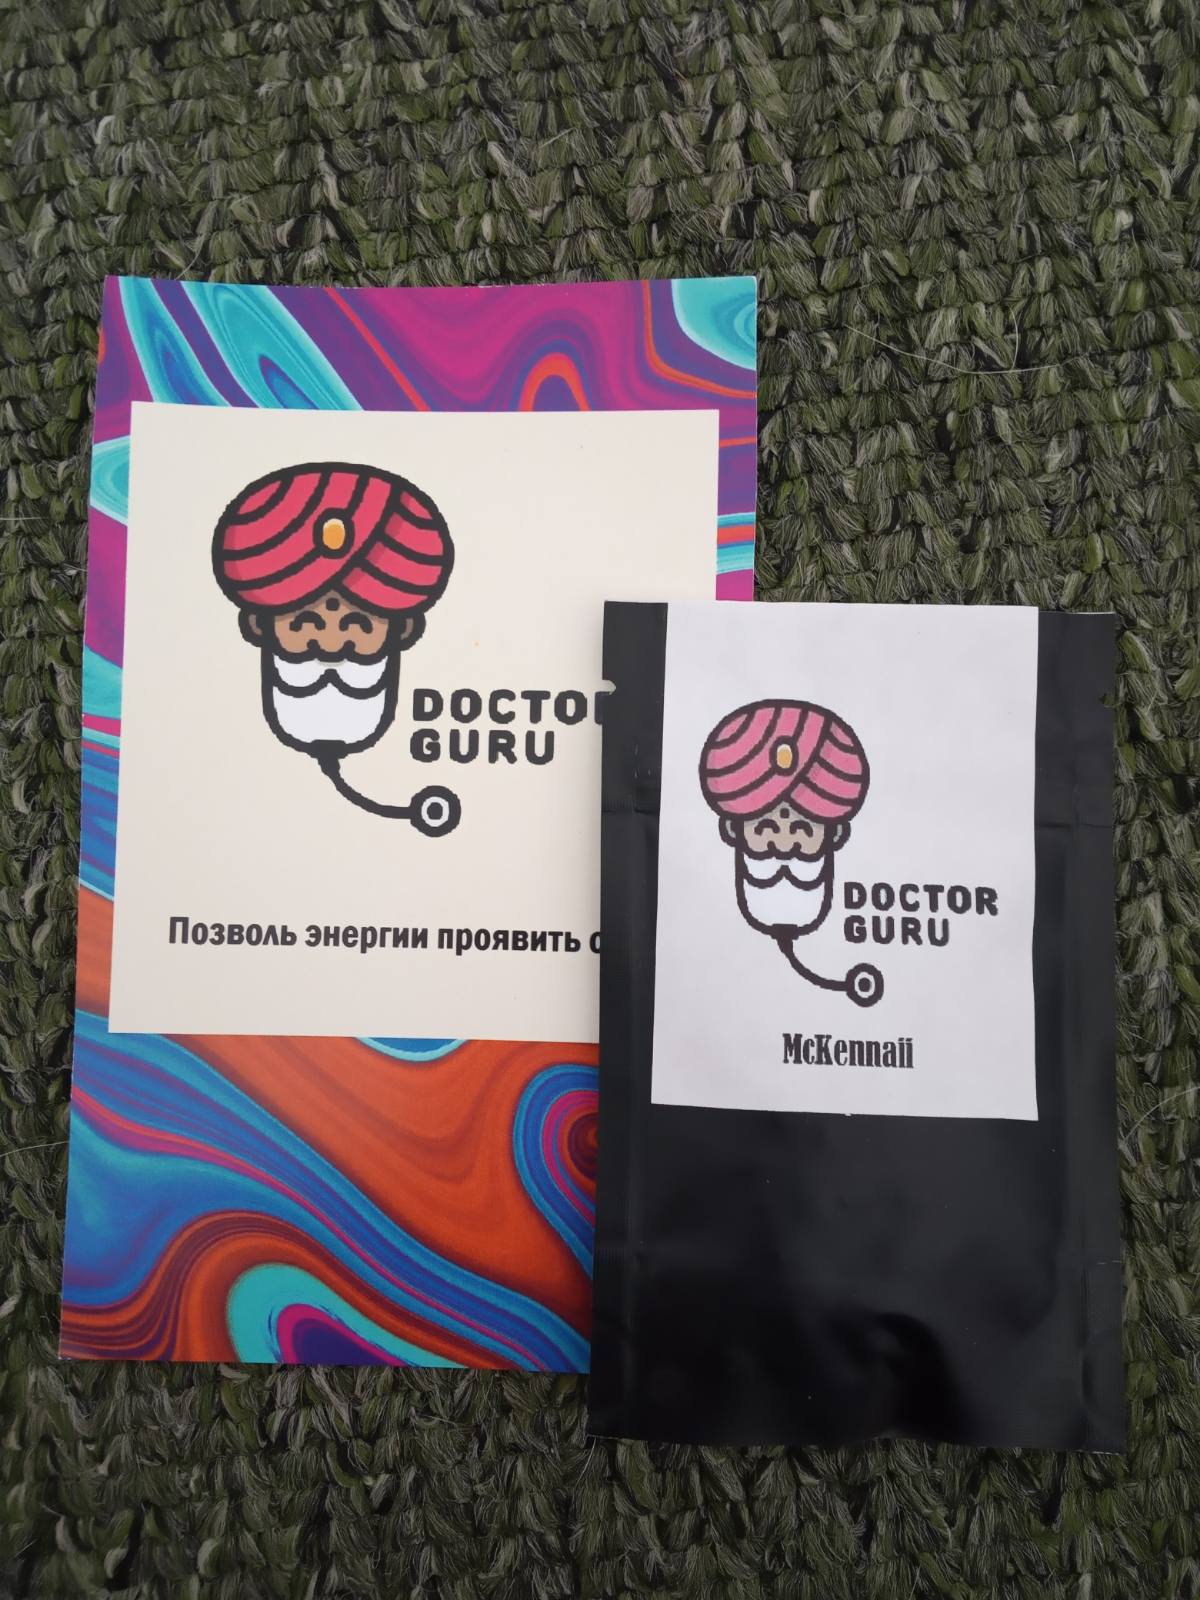 DOCTOR
GURU
Позволь энергии проявить
DOCTOR
GURU
McKennaii